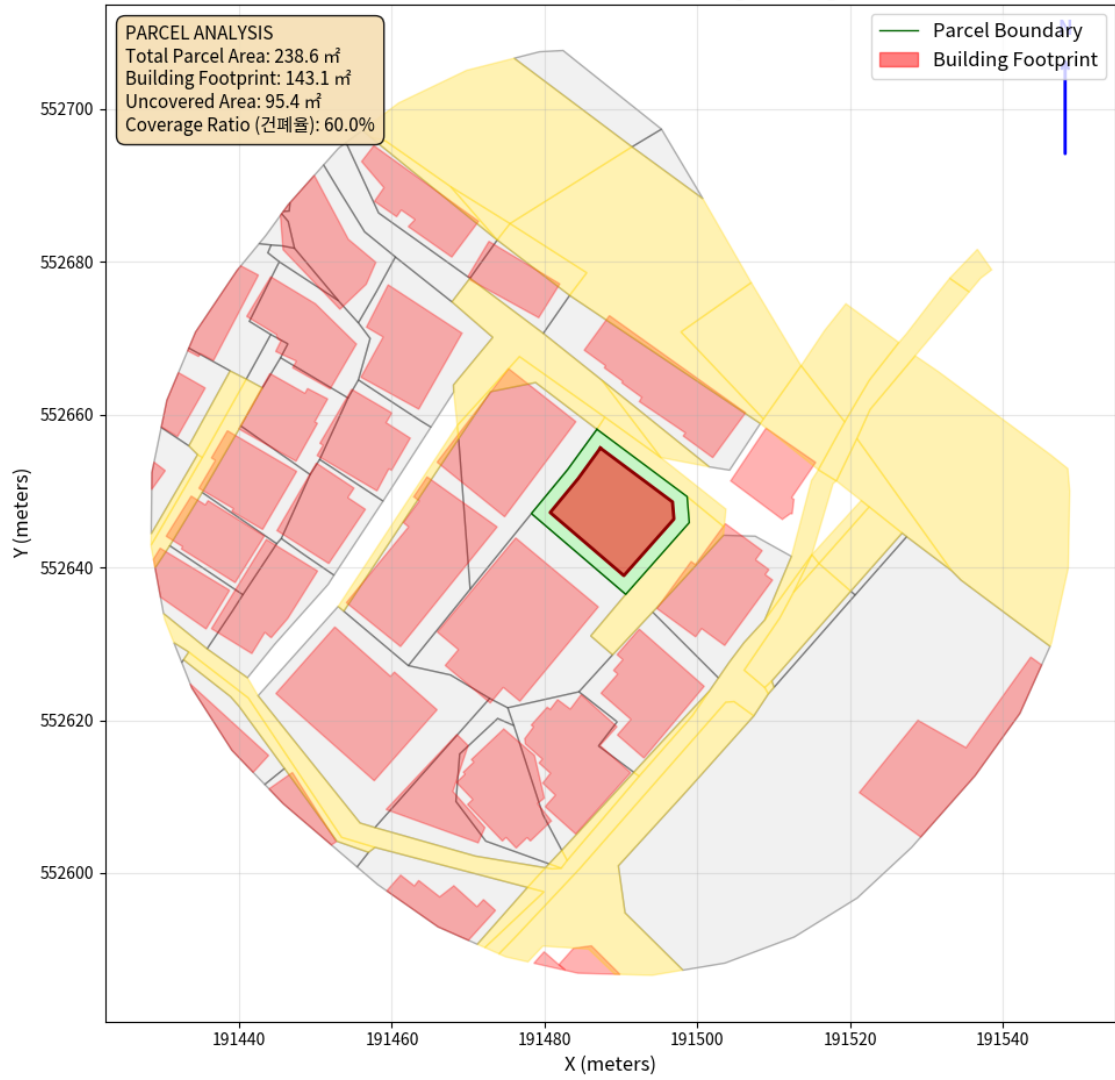 PARCEL ANALYSIS
Total Parcel Area: 238.6 ㎡
Building Footprint: 143.1 ㎡
Uncovered Area: 95.4 ㎡
Coverage Ratio (건폐율): 60.0%
Parcel Boundary
Building Footprint
N
552700
552680
552660
552640
552620
552600
Y (meters)
191440
191460
191480
191500
191520
191540
X (meters)